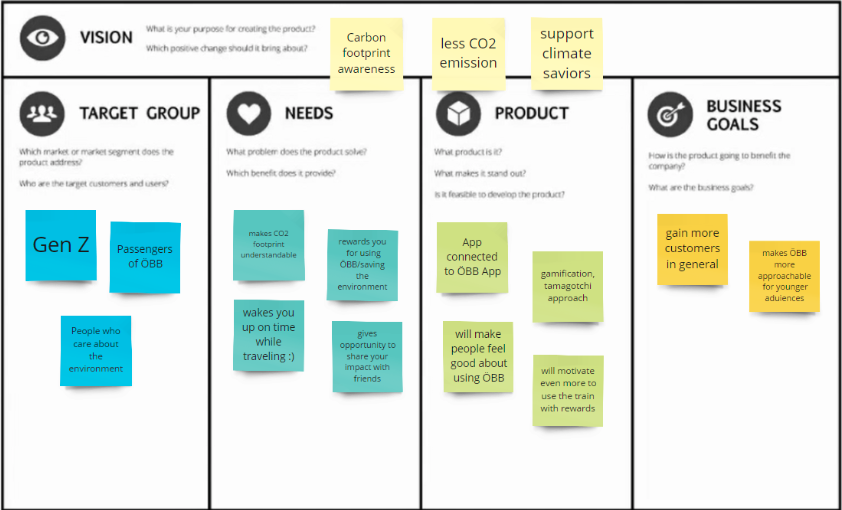 VISION
What is your purpose for creating the product?
Which positive change should it bring about?
Carbon
footprint
awareness
less CO2
emission
support
climate
saviors
TARGET GROUP
Which market or market segment does the
product address?
Who are the target customers and users?
Gen Z
Passengers
of ÖBB
People who
care about
the
environment
NEEDS
What problem does the product solve?
Which benefit does it provide?
makes CO2
footprint
understandable
rewards you
for using
ÖBB/saving
the
environment
wakes you
up on time
while
traveling :)
gives
opportunity to
share your
impact with
friends
PRODUCT
What product is it?
What makes it stand out?
Is it feasible to develop the product?
App
connected
to ÖBB App
gamification,
tamagotchi
approach
will make
people feel
good about
using ÖBB
will motivate
even more to
use the train
with rewards
BUSINESS
GOALS
How is the product going to benefit the
company?
What are the business goals?
gain more
customers
in general
makes ÖBB
more
approachable
for younger
aduiences